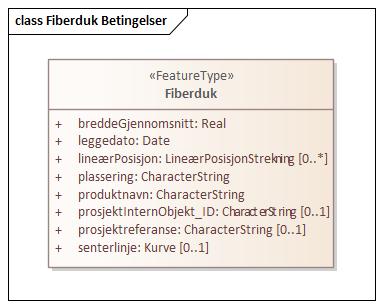 class Fiberduk Betingelser
«FeatureType»
Fiberduk
+ breddeGjennomsnitt: Real
+ leggedato: Date
+ lineærPosisjon: LineærPosisjonStrekning [0..*]
+ plassering: CharacterString
+ produktnavn: CharacterString
+ prosjektInternObjekt_ID: CharacterString [0..1]
+ prosjektreferanse: CharacterString [0..1]
+ senterlinje: Kurve [0..1]